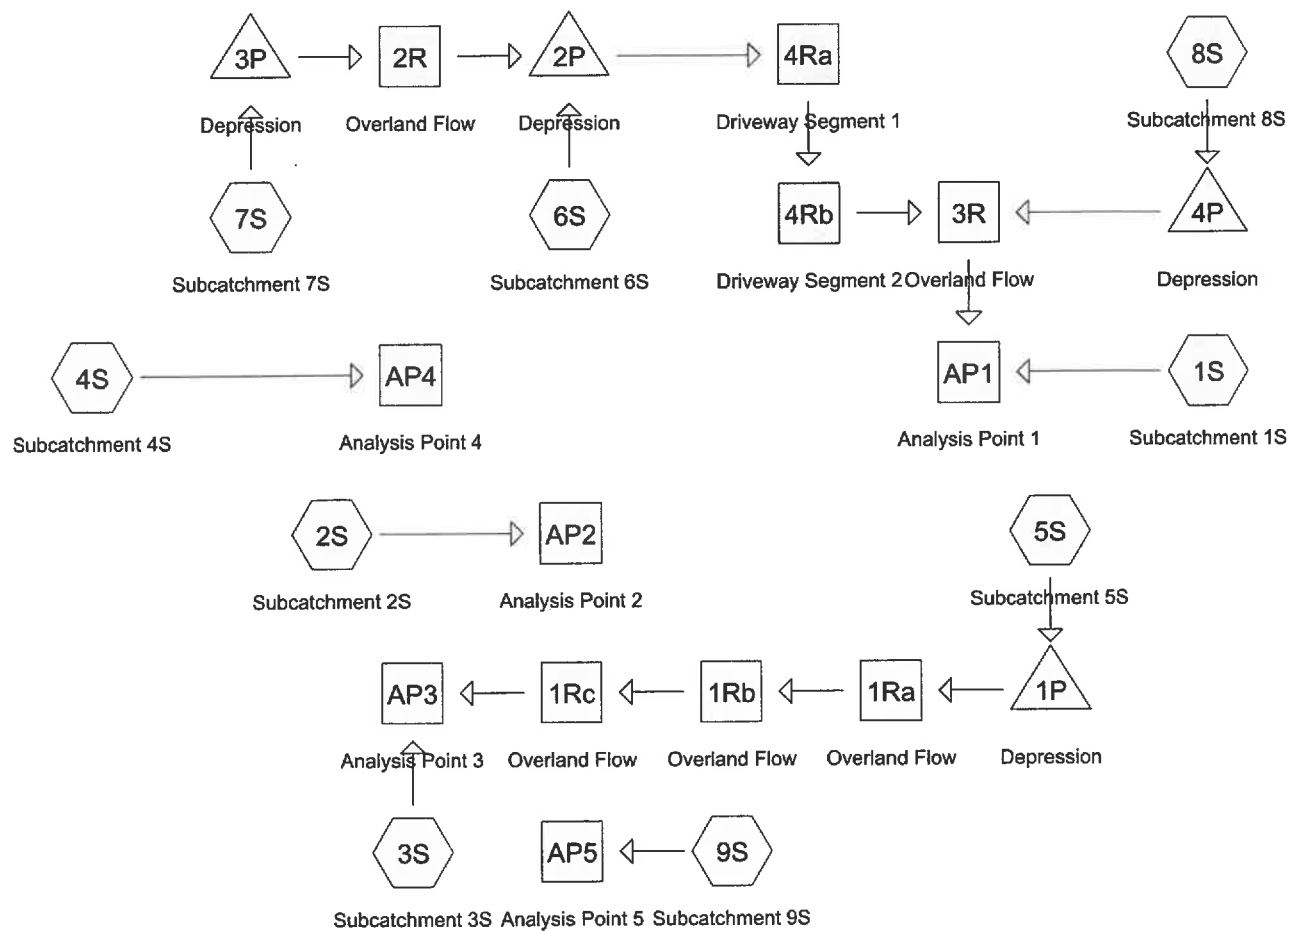 3P 2R 2P 4Ra 8S
Depression Overland Flow Depression Driveway Segment 1 Subcatchment 8S
7S 6S 4Rb 3R 4P
Subcatchment 7S Subcatchment 6S Driveway Segment 2 Overland Flow Depression
4S AP4 AP1 1S
Subcatchment 4S Analysis Point 4 Analysis Point 1 Subcatchment 1S
2S AP2 5S
Subcatchment 2S Analysis Point 2 Subcatchment 5S
AP3 1Rc 1Rb 1Ra 1P
Analysis Point 3 Overland Flow Overland Flow Overland Flow Depression
3S AP5 9S
Subcatchment 3S Analysis Point 5 Subcatchment 9S